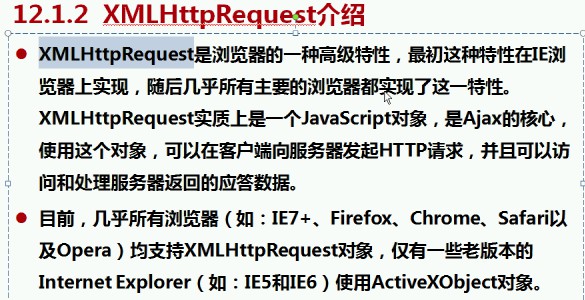 12.1.2 XMLHttpRequest介绍
● XMLHttpRequest是浏览器的一种高级特性，最初这种特性在IE浏
览器上实现，随后几乎所有主要的浏览器都实现了这一特性。
XMLHttpRequest实质上是一个JavaScript对象，是Ajax的核心，
使用这个对象，可以在客户端向服务器发起HTTP请求，并且可以访
问和处理服务器返回的应答数据。
● 目前，几乎所有浏览器（如：IE7+、Firefox、Chrome、Safari以
及Opera）均支持XMLHttpRequest对象，仅有一些老版本的
Internet Explorer（如：IE5和IE6）使用ActiveXObject对象。